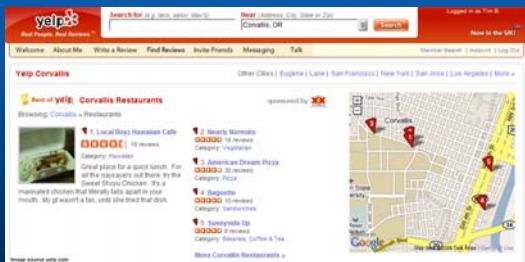 Logged in as Tim B.
yelp
Real People. Real Reviews.™
Search for (e.g. taco, salon, Max's)
Near (Address, City, State or Zip)
Corvallis, OR
Search
Now in the UK!
Welcome About Me Write a Review Find Reviews Invite Friends Messaging Talk
Member Search | Account | Log Out
Yelp Corvallis
Other Cities | Eugene | Lane | San Francisco | New York | San Jose | Los Angeles | More »
Best of yelp Corvallis Restaurants
sponsored by XX
Browsing: Corvallis » Restaurants
1. Local Boyz Hawaiian Cafe
18 reviews
Category: Hawaiian
Great place for a quick lunch. For all the naysayers out there, try the Sweet Shoyu Chicken. It's a
marinated chicken that literally falls apart in your
mouth. My gf wasn't a fan, until she tried that dish.
2. Nearly Normals
16 reviews
Category: Vegetarian
3. American Dream Pizza
30 reviews
Category: Pizza
4. Baguette
10 reviews
Category: Sandwiches
5. Sunnyside Up
8 reviews
Category: Bakeries, Coffee & Tea
More Corvallis Restaurants »
Corvallis
Google
Image source yelp.com